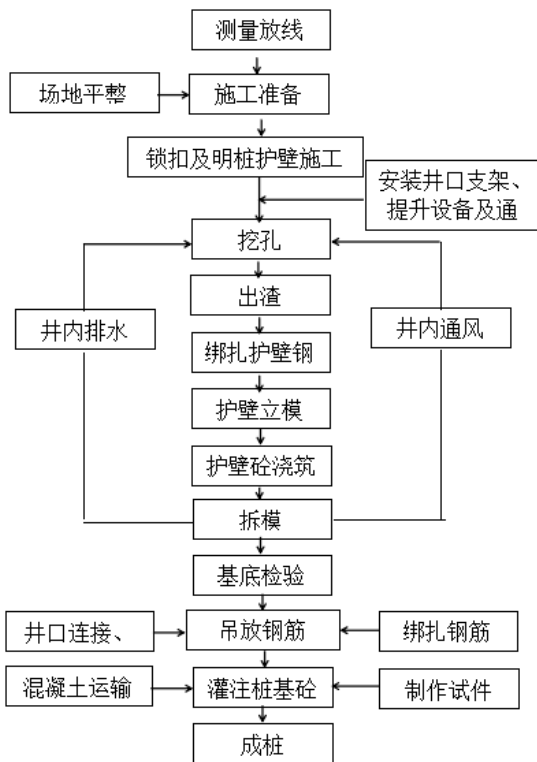 测量放线
场地平整
施工准备
锁扣及明桩护壁施工
安装井口支架、
提升设备及通
挖孔
出渣
井内排水
井内通风
绑扎护壁钢
护壁立模
护壁砼浇筑
拆模
基底检验
井口连接、
吊放钢筋
绑扎钢筋
混凝土运输
灌注桩基砼
制作试件
成桩